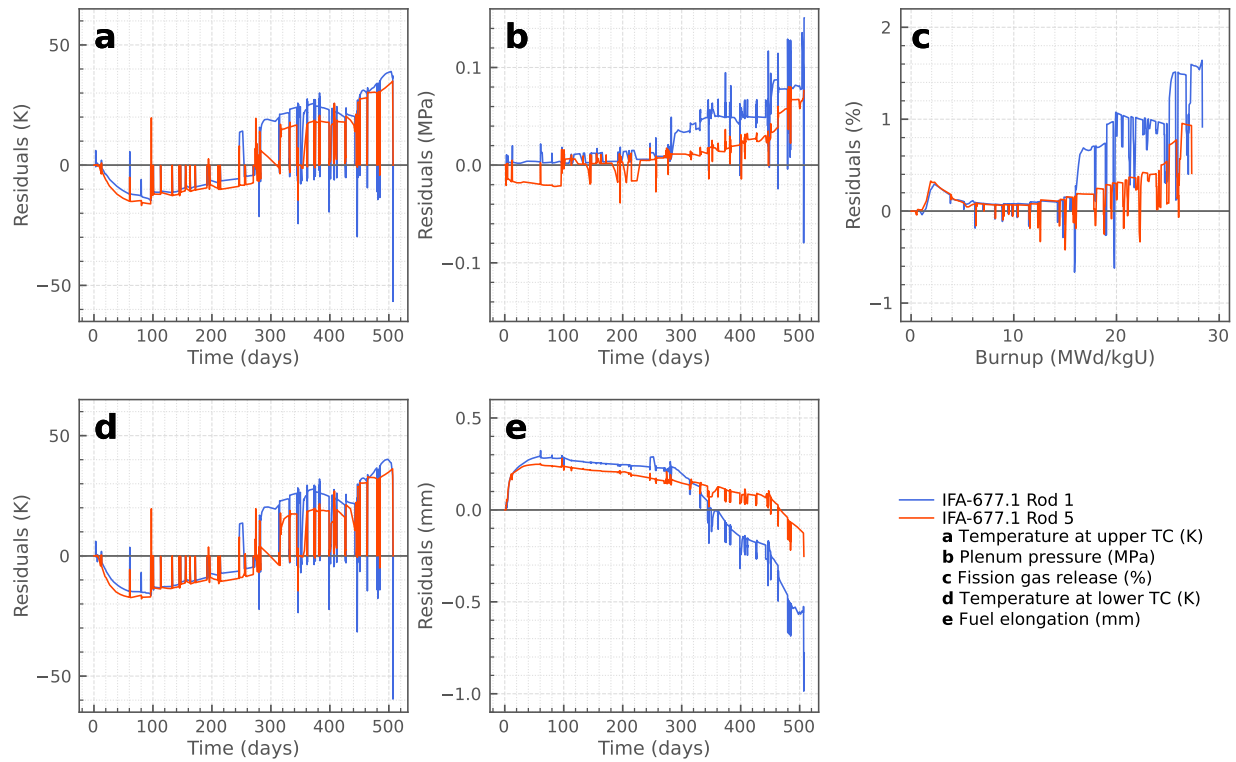 a
50
0
−50
Residuals (K)
0
100
200
300
400
500
Time (days)
b
0.1
0.0
−0.1
Residuals (MPa)
0
100
200
300
400
500
Time (days)
c
2
1
0
−1
Residuals (%)
0
10
20
30
Burnup (MWd/kgU)
d
50
0
−50
Residuals (K)
0
100
200
300
400
500
Time (days)
e
0.5
0.0
−0.5
−1.0
Residuals (mm)
0
100
200
300
400
500
Time (days)
IFA-677.1 Rod 1
IFA-677.1 Rod 5
a Temperature at upper TC (K)
b Plenum pressure (MPa)
c Fission gas release (%)
d Temperature at lower TC (K)
e Fuel elongation (mm)